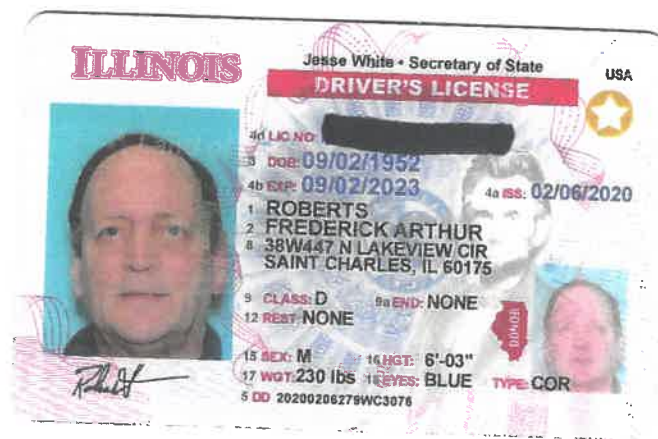 ILLINOIS
Jesse White • Secretary of State
USA
DRIVER'S LICENSE
4d LIC NO:
3 DOB: 09/02/1952
4b EXP: 09/02/2023
4a ISS: 02/06/2020
1 ROBERTS
2 FREDERICK ARTHUR
8 38W447 N LAKEVIEW CIR
SAINT CHARLES, IL 60175
9 CLASS: D 9a END: NONE
12 REST: NONE
DONOR
15 SEX: M 16 HGT: 6'-03"
17 WGT: 230 lbs 18 EYES: BLUE TYPE: COR
5 DD 20200206279WC3076